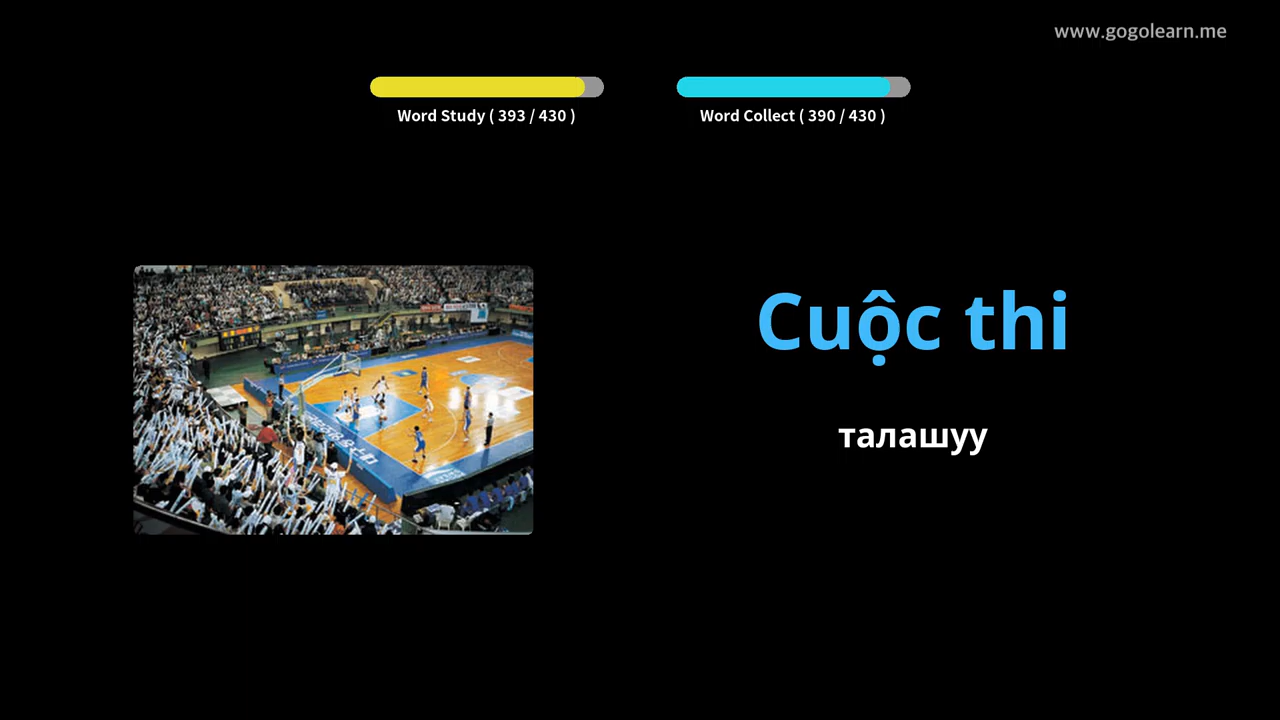 www.gogolearn.me
Word Study ( 393 / 430 )
Word Collect ( 390 / 430 )
Cuộc thi
талашуу